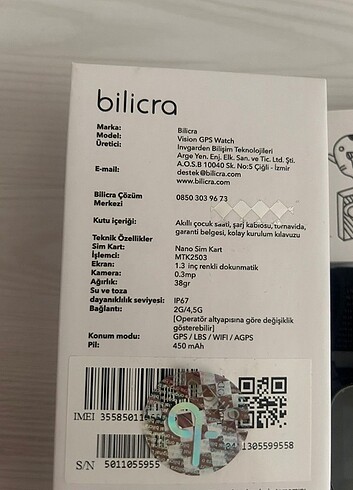 bilicra
Marka: Bilicra
Model: Vision GPS Watch
Üretici: Invgarden Bilişim Teknolojileri
Arge Yen. Enj. Elk. San. ve Tic. Ltd. Şti.
A.O.S.B 10040 Sk. No:5 Çiğli - İzmir
E-mail: destek@bilicra.com
www.bilicra.com
Bilicra Çözüm 0850 303 96 73
Merkezi
Kutu içeriği: Akıllı çocuk saati, şarj kablosu, tornavida,
garanti belgesi, kolay kurulum kılavuzu
Teknik Özellikler
Sim Kart: Nano Sim Kart
İşlemci: MTK2503
Ekran: 1.3 inç renkli dokunmatik
Kamera: 0.3mp
Ağırlık: 38gr
Su ve toza
dayanıklılık seviyesi: IP67
Bağlantı: 2G/4,5G
[Operatör altyapısına göre değişiklik
gösterebilir]
Konum modu: GPS / LBS / WIFI / AGPS
Pil: 450 mAh
IMEI 35585011
1305599558
S/N 5011055955